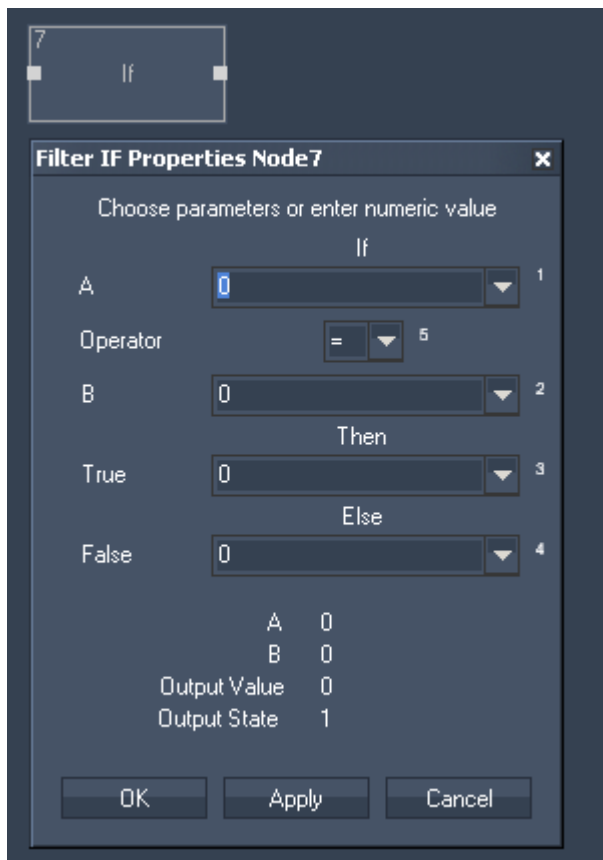 7
If
Filter IF Properties Node7
Choose parameters or enter numeric value
If
A 0 1
Operator = 5
B 0 2
Then
True 0 3
Else
False 0 4
A 0
B 0
Output Value 0
Output State 1
OK Apply Cancel